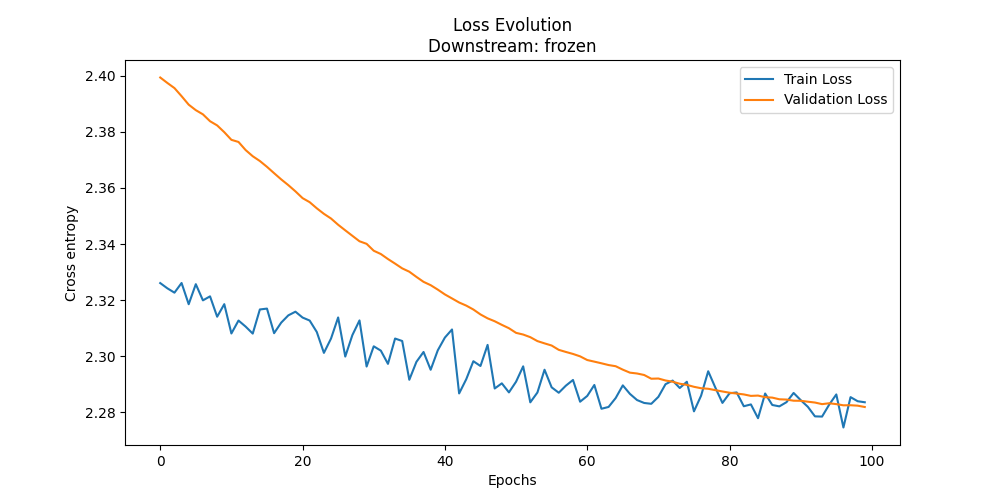 Loss Evolution
Downstream: frozen
Train Loss
Validation Loss
2.40
2.38
2.36
2.34
2.32
2.30
2.28
Cross entropy
0
20
40
60
80
100
Epochs